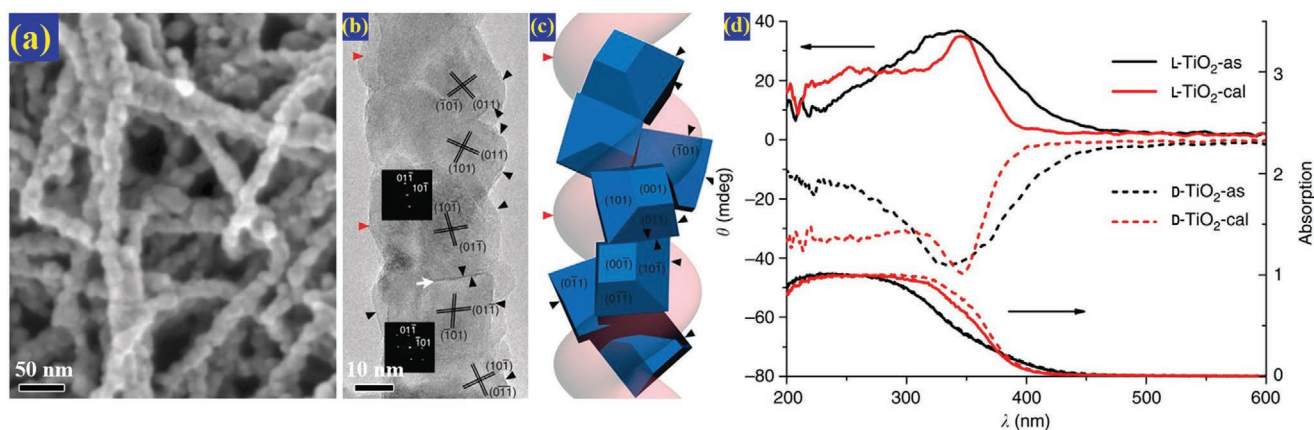 (a)
50 nm
(b)
(1̄01̄)
(011)
(101)
(011)
011̄
101̄
(101̄)
(011̄)
(011)
(1̄01)
011̄
1̄01
(101̄)
(01̄1̄)
10 nm
(c)
(1̄01)
(001)
(101)
(011)
(001̄)
(101̄)
(01̄1)
(01̄1̄)
(d)
40
20
0
−20
−40
−60
−80
θ (mdeg)
L-TiO₂-as
L-TiO₂-cal
D-TiO₂-as
D-TiO₂-cal
3
2
1
0
Absorption
200
300
400
500
600
λ (nm)